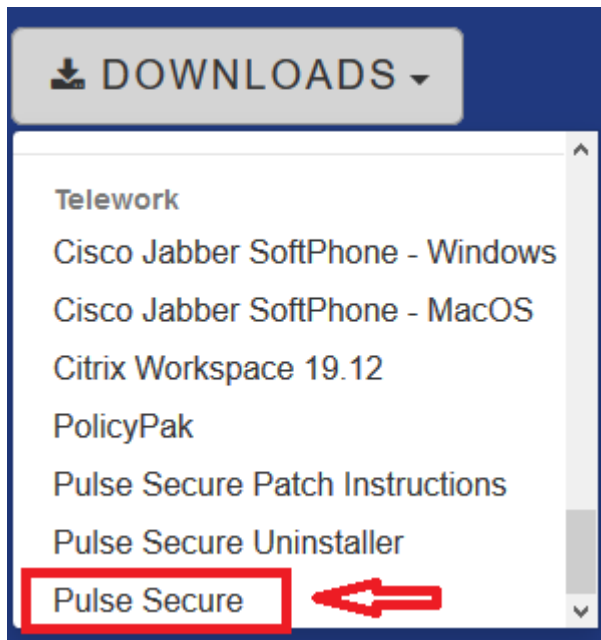 DOWNLOADS
Telework
Cisco Jabber SoftPhone - Windows
Cisco Jabber SoftPhone - MacOS
Citrix Workspace 19.12
PolicyPak
Pulse Secure Patch Instructions
Pulse Secure Uninstaller
Pulse Secure